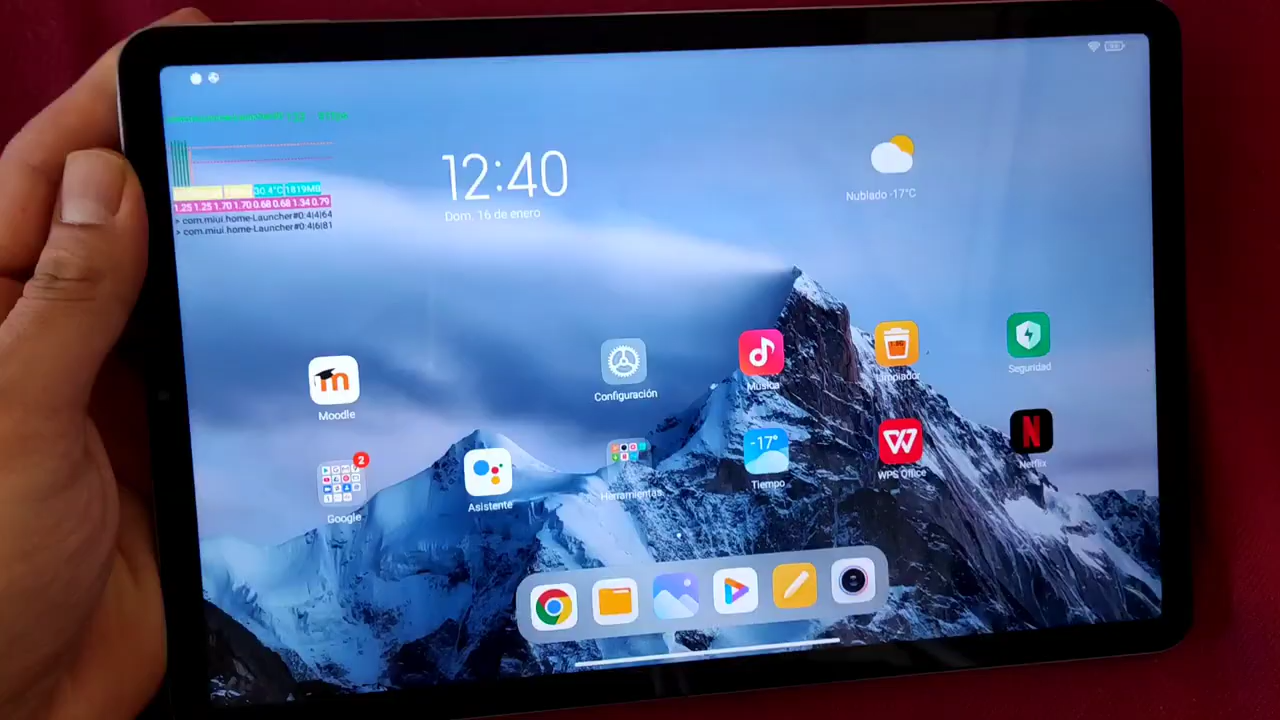 12:40
Dom. 16 de enero
Nublado -17°C
30.4°C 1819MB
1.25 1.25 1.70 1.70 0.68 0.68 1.34 0.79
> com.miui.home-Launcher#0:4|4|64
> com.miui.home-Launcher#0:4|6|81
Moodle
Configuración
Música
Limpiador
Seguridad
2
Google
Asistente
Herramientas
-17°
Tiempo
W
WPS Office
N
Netflix